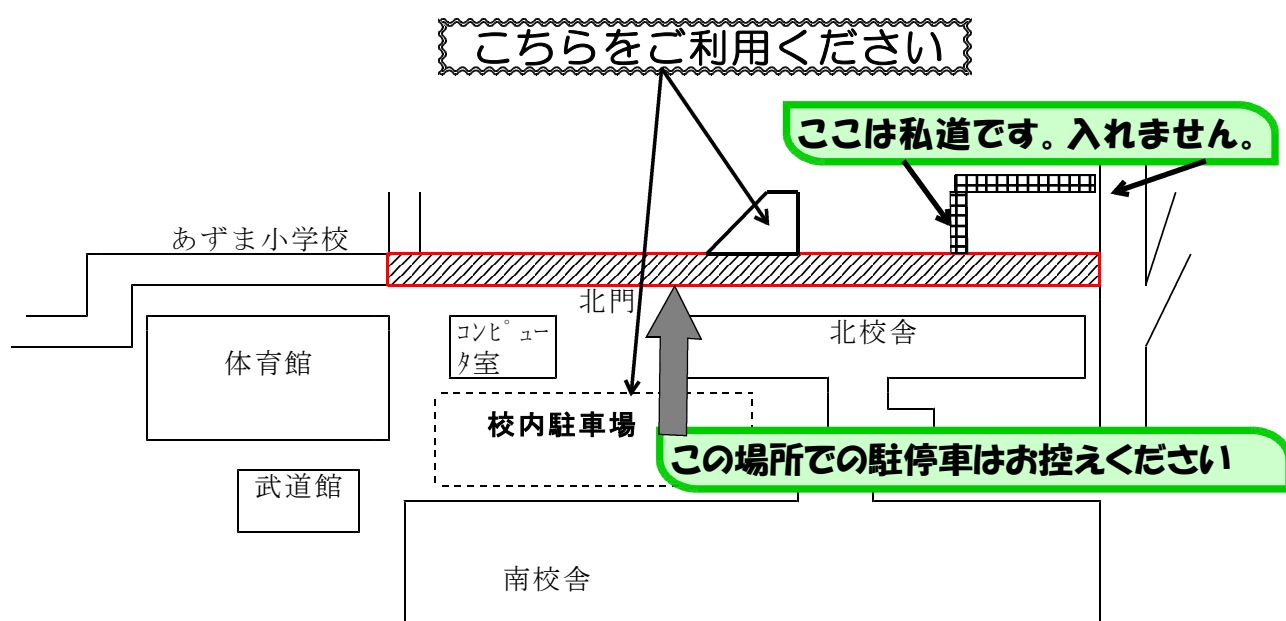 こちらをご利用ください
ここは私道です。入れません。
あずま小学校
北門
コンピュー
タ室
北校舎
体育館
校内駐車場
この場所での駐停車はお控えください
武道館
南校舎